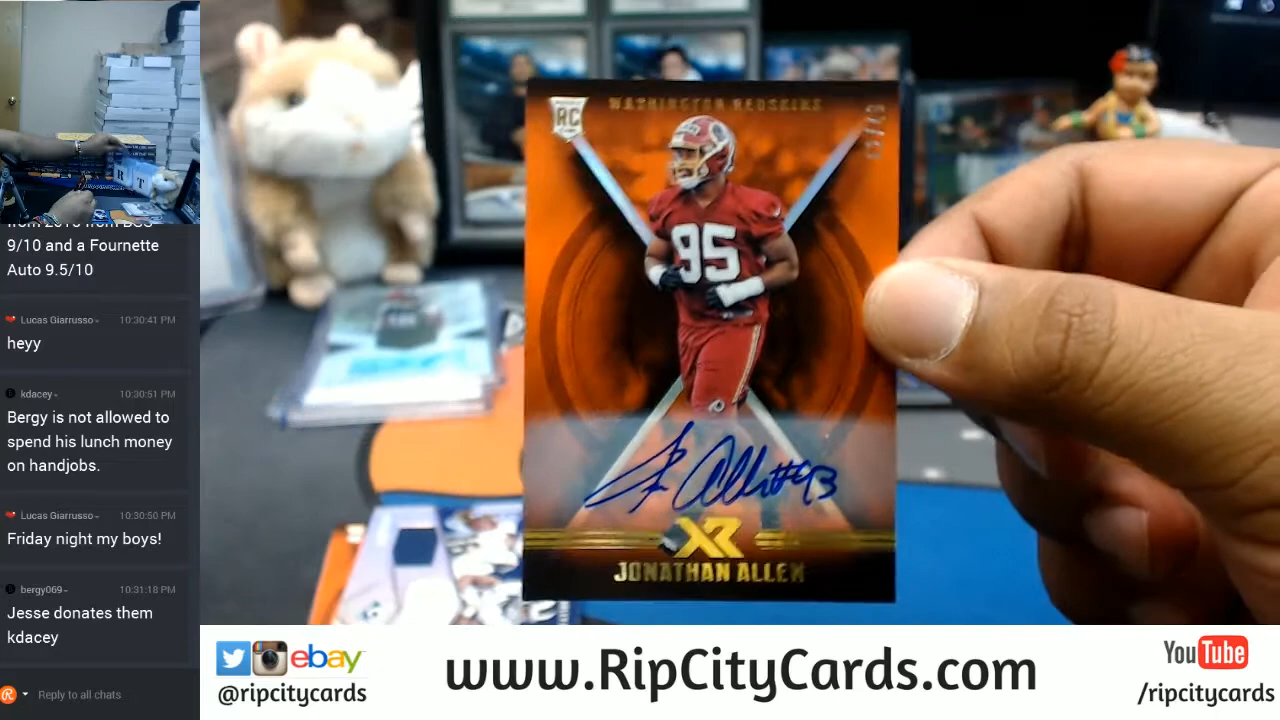 9/10 and a Fournette
Auto 9.5/10
Lucas Giarrusso 10:30:41 PM
heyy
kdacey 10:30:51 PM
Bergy is not allowed to
spend his lunch money
on handjobs.
Lucas Giarrusso 10:30:50 PM
Friday night my boys!
bergy069 10:31:18 PM
Jesse donates them
kdacey
Reply to all chats
WASHINGTON REDSKINS
RC
95
XR
JONATHAN ALLEN
ebay
@ripcitycards
www.RipCityCards.com
YouTube
/ripcitycards